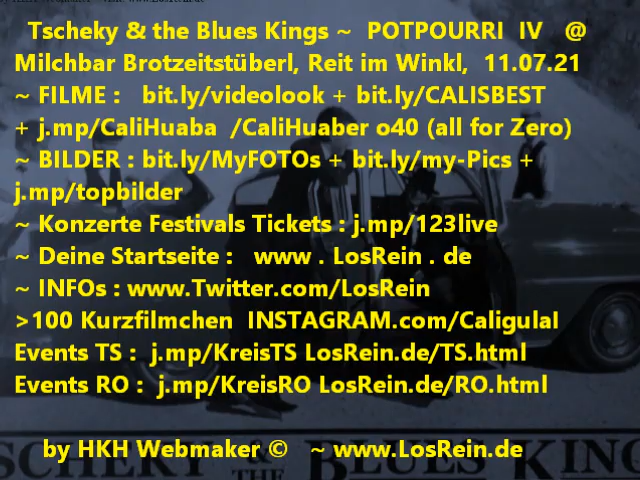 Tscheky & the Blues Kings ~ POTPOURRI IV @
Milchbar Brotzeitstüberl, Reit im Winkl, 11.07.21
~ FILME : bit.ly/videolook + bit.ly/CALISBEST
+ j.mp/CaliHuaba /CaliHuaber o40 (all for Zero)
~ BILDER : bit.ly/MyFOTOs + bit.ly/my-Pics +
j.mp/topbilder
~ Konzerte Festivals Tickets : j.mp/123live
~ Deine Startseite : www . LosRein . de
~ INFOs : www.Twitter.com/LosRein
>100 Kurzfilmchen INSTAGRAM.com/CaligulaI
Events TS : j.mp/KreisTS LosRein.de/TS.html
Events RO : j.mp/KreisRO LosRein.de/RO.html
by HKH Webmaker © ~ www.LosRein.de
THE BLUES KING